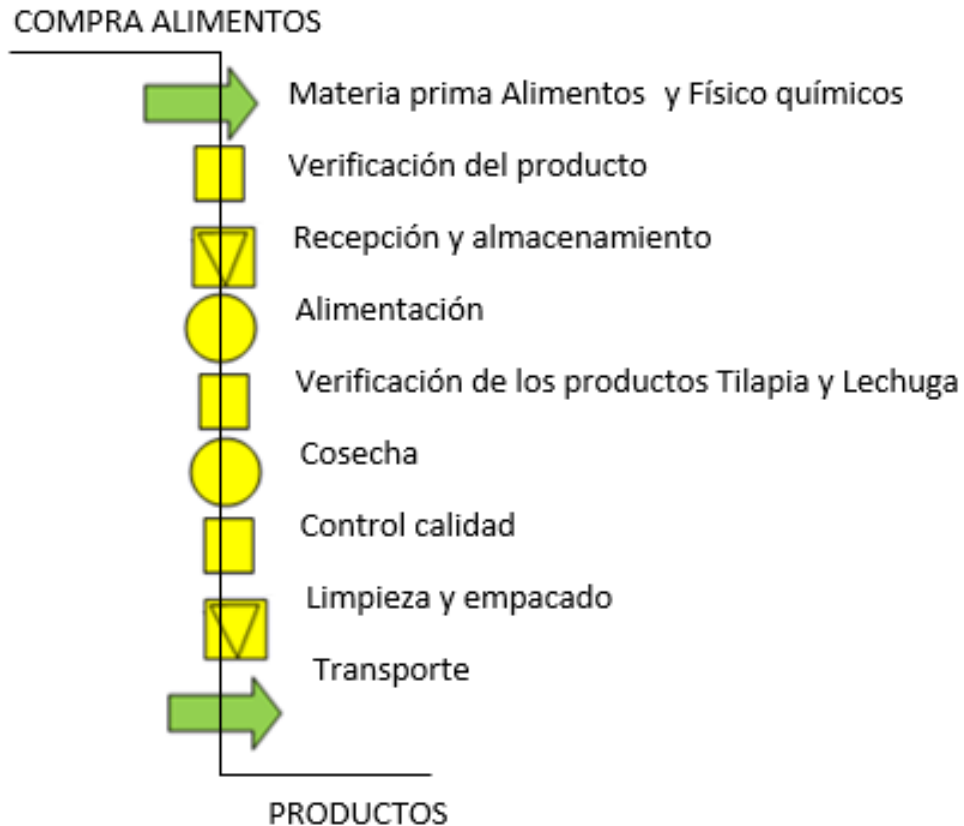 COMPRA ALIMENTOS
Materia prima Alimentos y Físico químicos
Verificación del producto
Recepción y almacenamiento
Alimentación
Verificación de los productos Tilapia y Lechuga
Cosecha
Control calidad
Limpieza y empacado
Transporte
PRODUCTOS